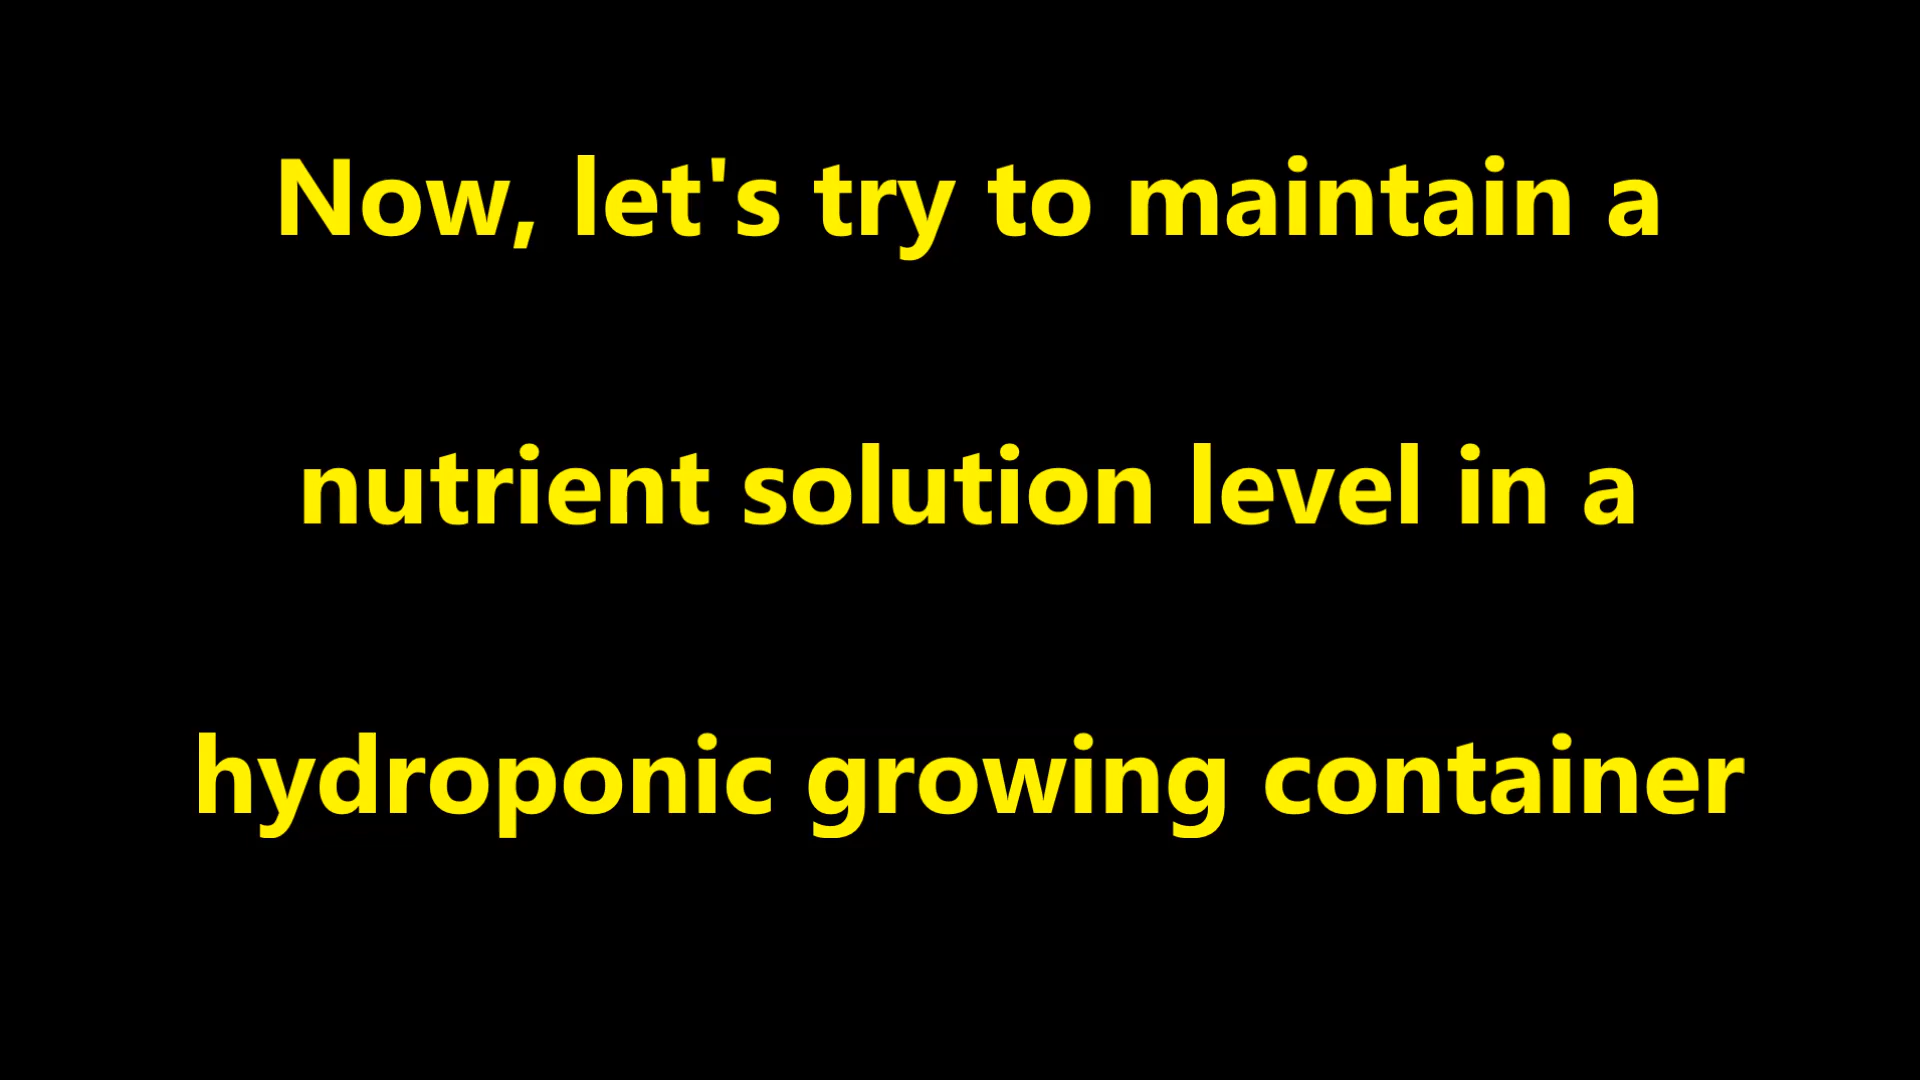 Now, let's try to maintain a
nutrient solution level in a
hydroponic growing container